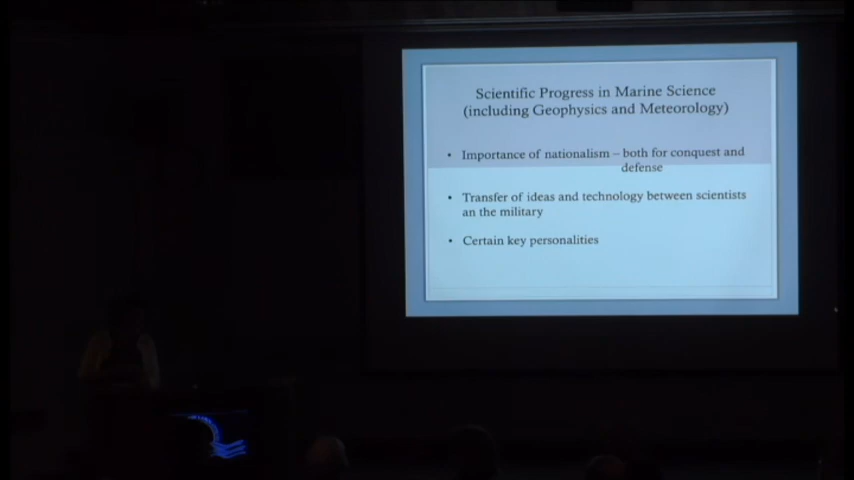 Scientific Progress in Marine Science
(including Geophysics and Meteorology)
• Importance of nationalism – both for conquest and
defense
• Transfer of ideas and technology between scientists
an the military
• Certain key personalities